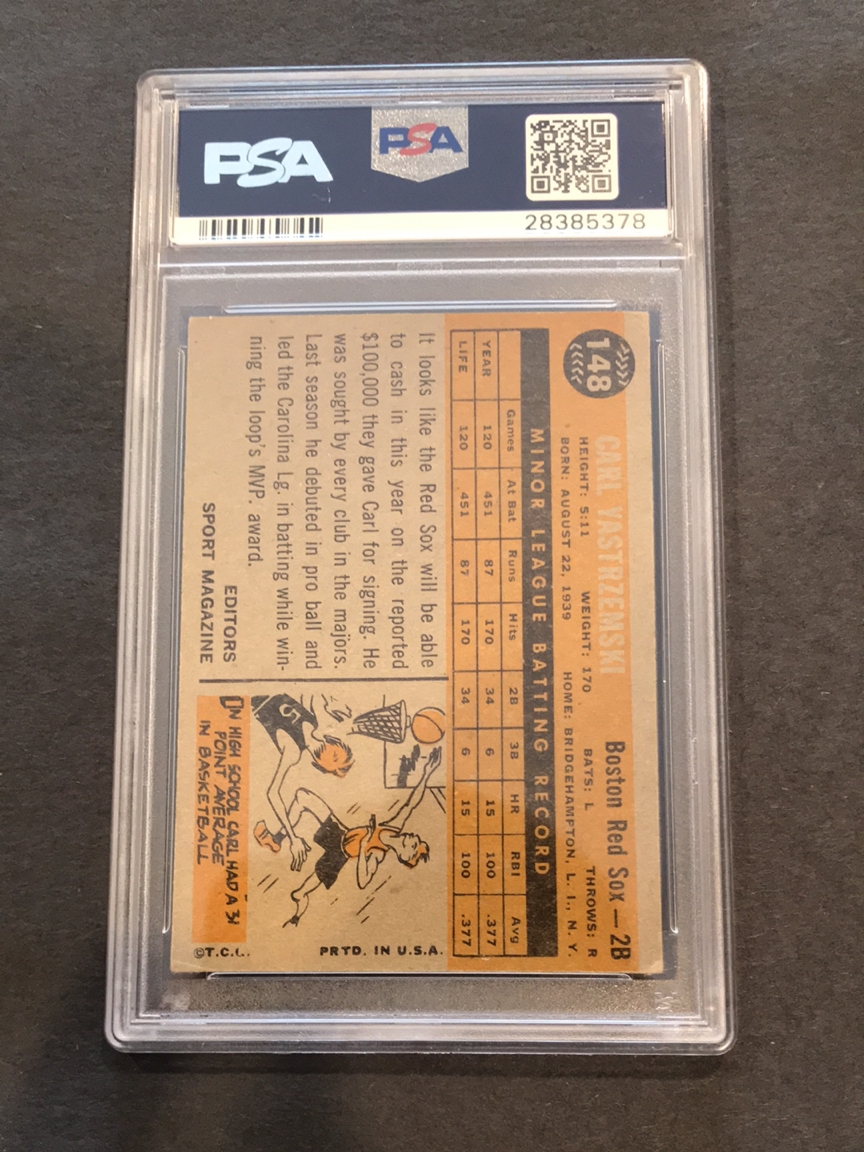 PSA
PSA
28385378
148
CARL YASTRZEMSKI Boston Red Sox—2B
HEIGHT: 5:11 WEIGHT: 170 BATS: L THROWS: R
BORN: AUGUST 22, 1939 HOME: BRIDGEHAMPTON, L. I., N. Y.
MINOR LEAGUE BATTING RECORD
Games At Bat Runs Hits 2B 3B HR RBI Avg
YEAR 120 451 87 170 34 6 15 100 .377
LIFE 120 451 87 170 34 6 15 100 .377
It looks like the Red Sox will be able
to cash in this year on the reported
$100,000 they gave Carl for signing. He
was sought by every club in the majors.
Last season he debuted in pro ball and
led the Carolina Lg. in batting while win-
ning the loop's MVP. award.
EDITORS
SPORT MAGAZINE
5
IN HIGH SCHOOL CARL HAD A 31
POINT AVERAGE
IN BASKETBALL
©T.C.G. PRTD. IN U.S.A.